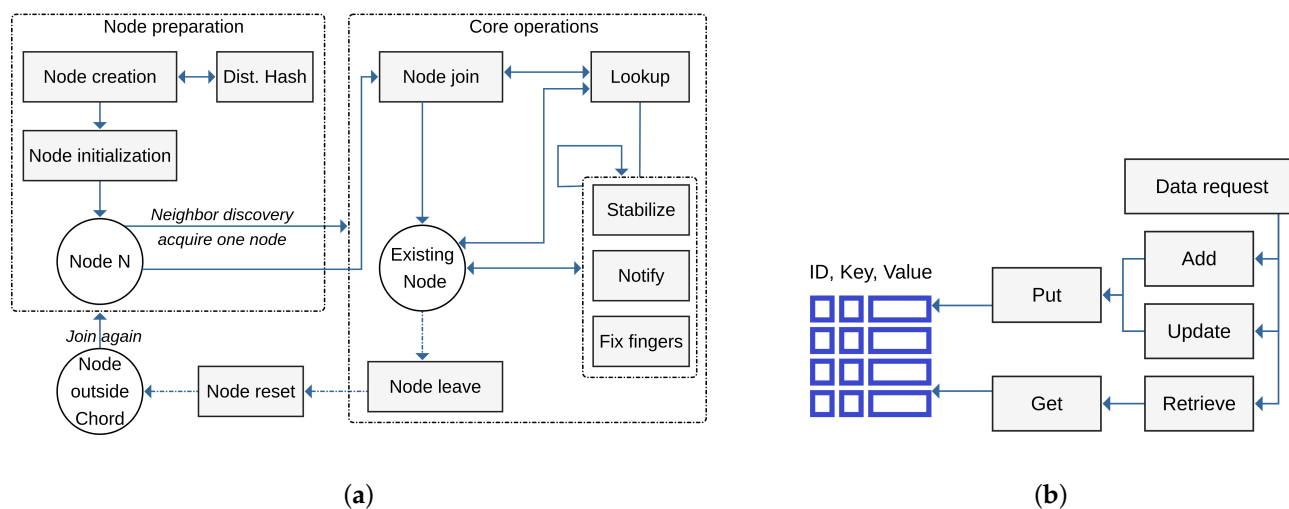 Node preparation
Node creation
Dist. Hash
Node initialization
Node N
Neighbor discovery
acquire one node
Join again
Node
outside
Chord
Node reset
Core operations
Node join
Lookup
Existing
Node
Stabilize
Notify
Fix fingers
Node leave
(a)
Data request
Add
Update
Retrieve
Put
Get
ID, Key, Value
(b)